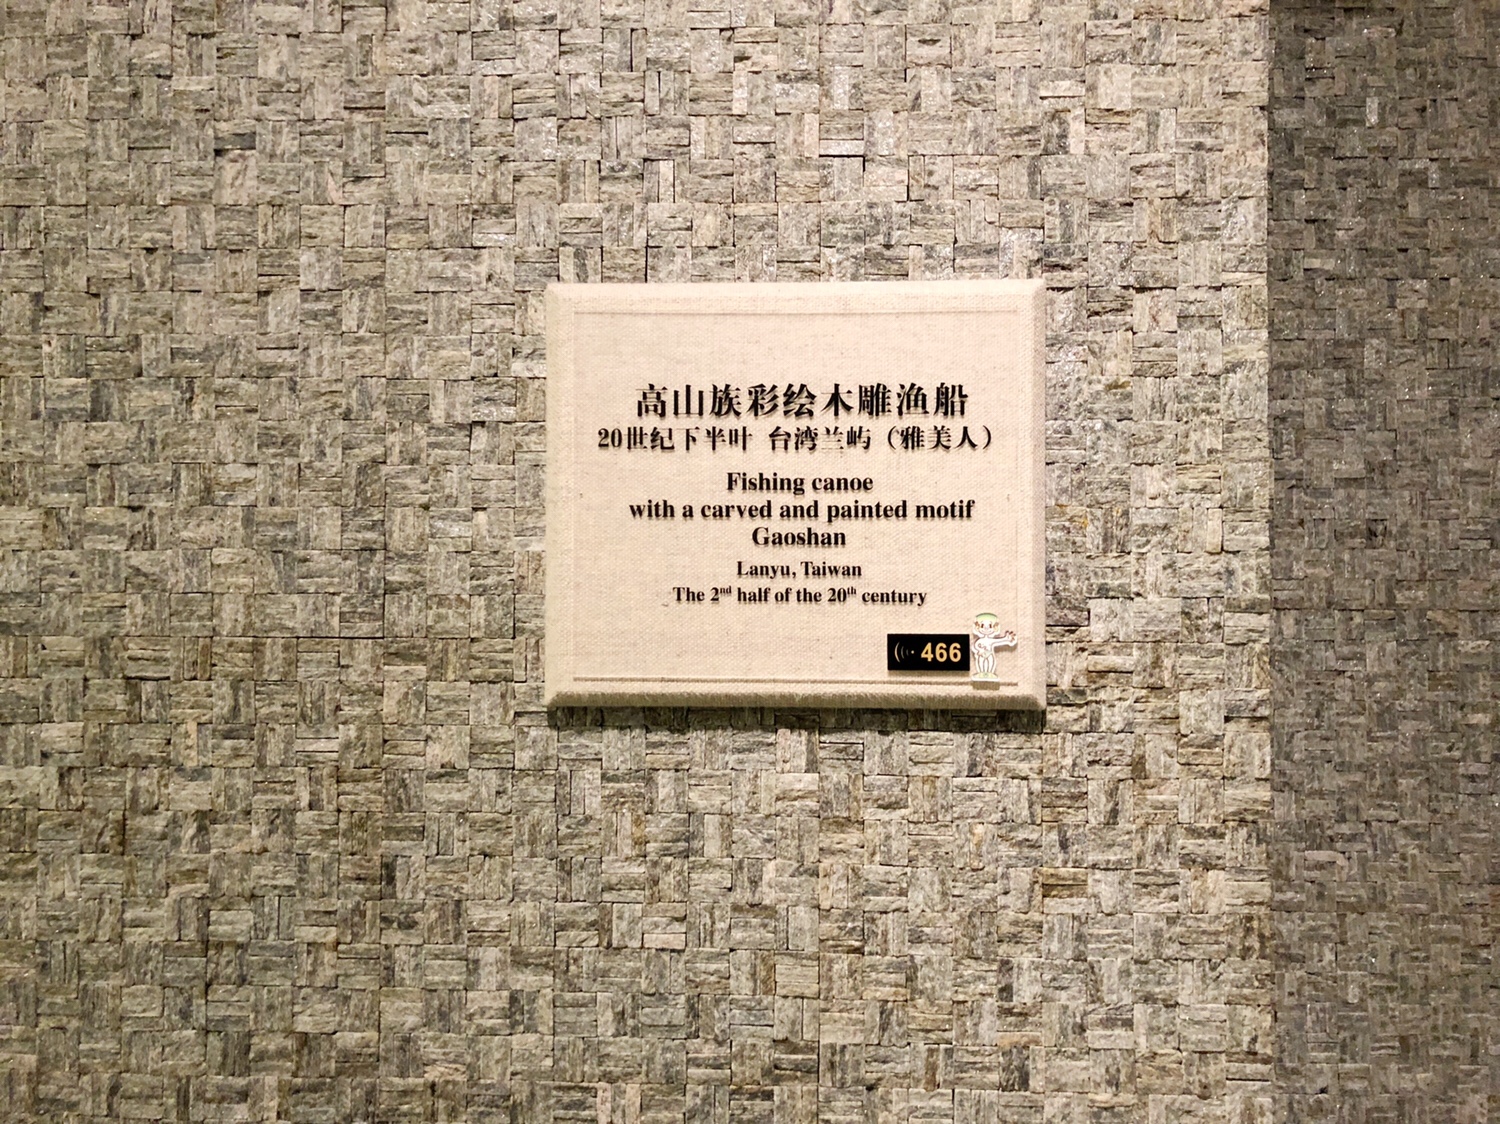 高山族彩绘木雕渔船
20世纪下半叶 台湾兰屿（雅美人）
Fishing canoe
with a carved and painted motif
Gaoshan
Lanyu, Taiwan
The 2nd half of the 20th century
466